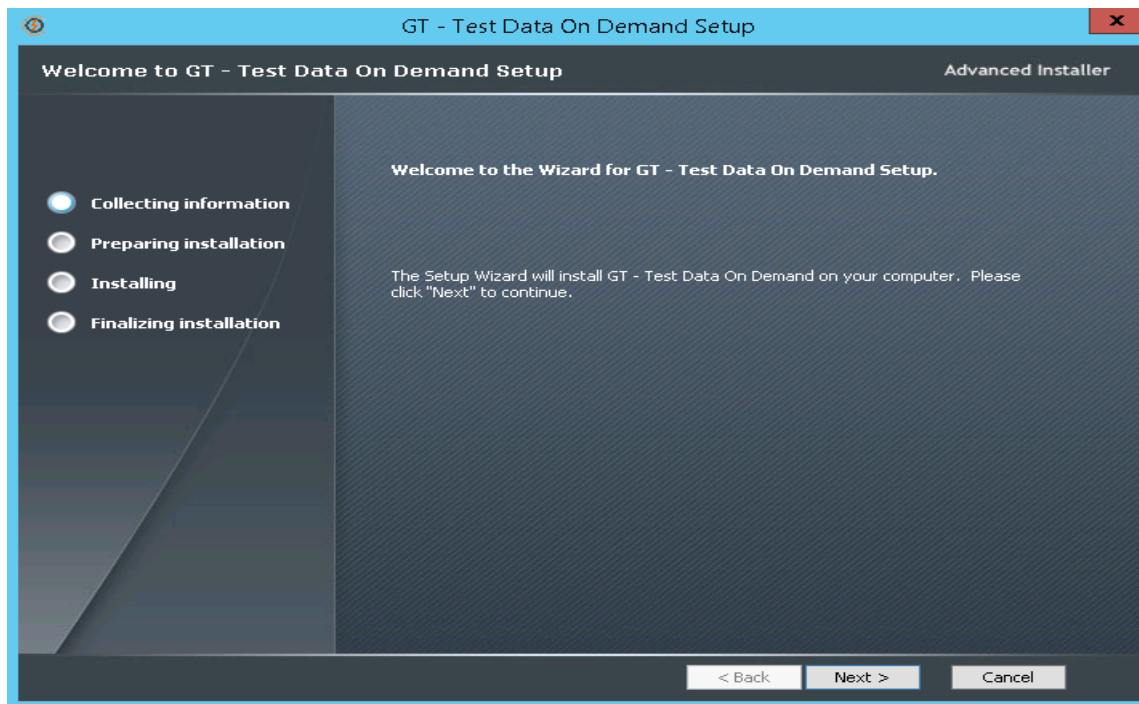 GT - Test Data On Demand Setup
x
Welcome to GT - Test Data On Demand Setup
Advanced Installer
Welcome to the Wizard for GT - Test Data On Demand Setup.
Collecting information
Preparing installation
Installing
Finalizing installation
The Setup Wizard will install GT - Test Data On Demand on your computer.  Please
click "Next" to continue.
< Back
Next >
Cancel